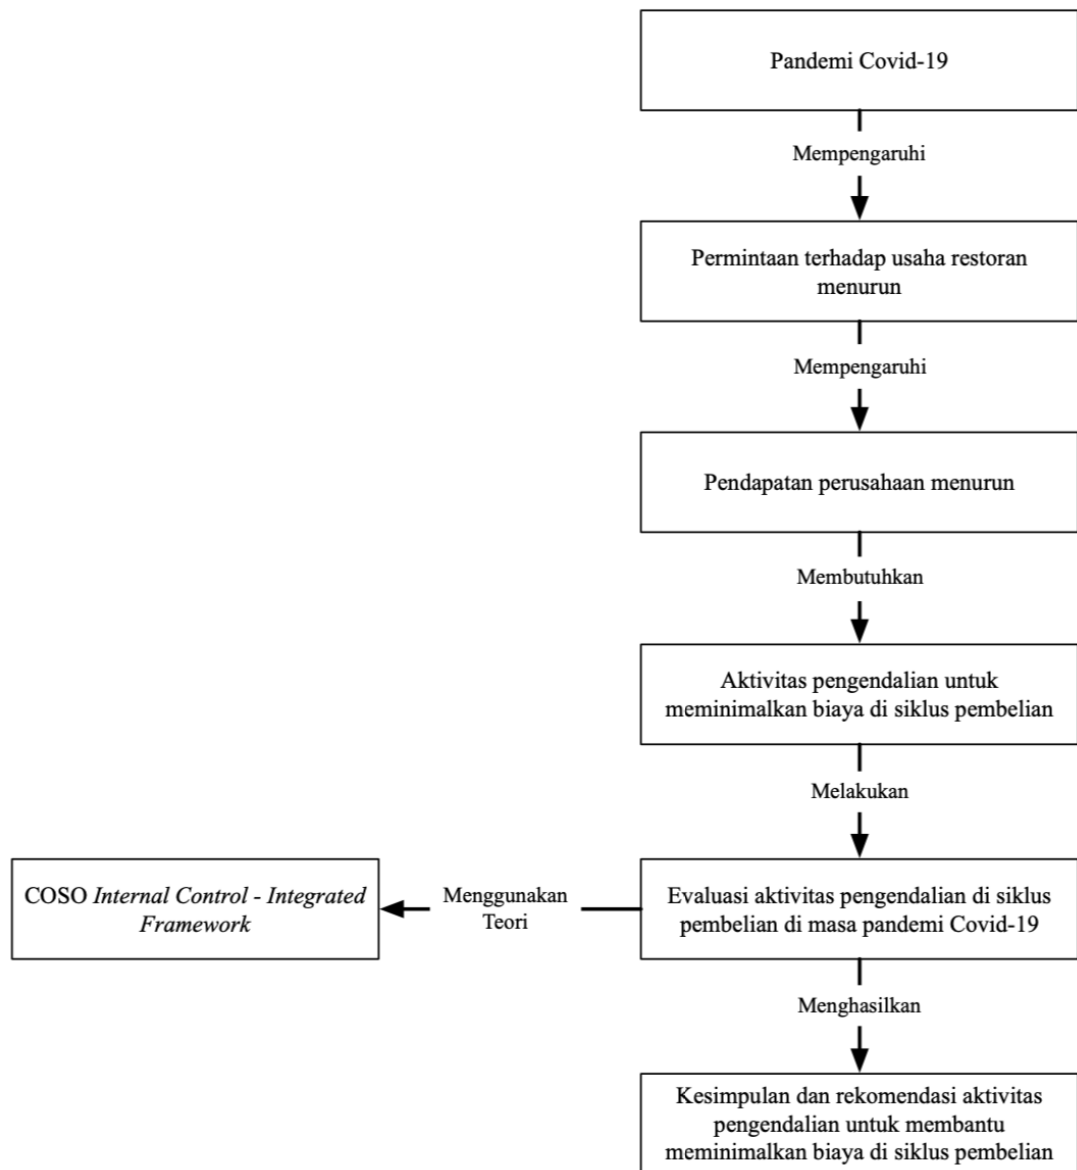 Pandemi Covid-19
Mempengaruhi
Permintaan terhadap usaha restoran
menurun
Mempengaruhi
Pendapatan perusahaan menurun
Membutuhkan
Aktivitas pengendalian untuk
meminimalkan biaya di siklus pembelian
Melakukan
COSO Internal Control - Integrated
Framework
Menggunakan
Teori
Evaluasi aktivitas pengendalian di siklus
pembelian di masa pandemi Covid-19
Menghasilkan
Kesimpulan dan rekomendasi aktivitas
pengendalian untuk membantu
meminimalkan biaya di siklus pembelian